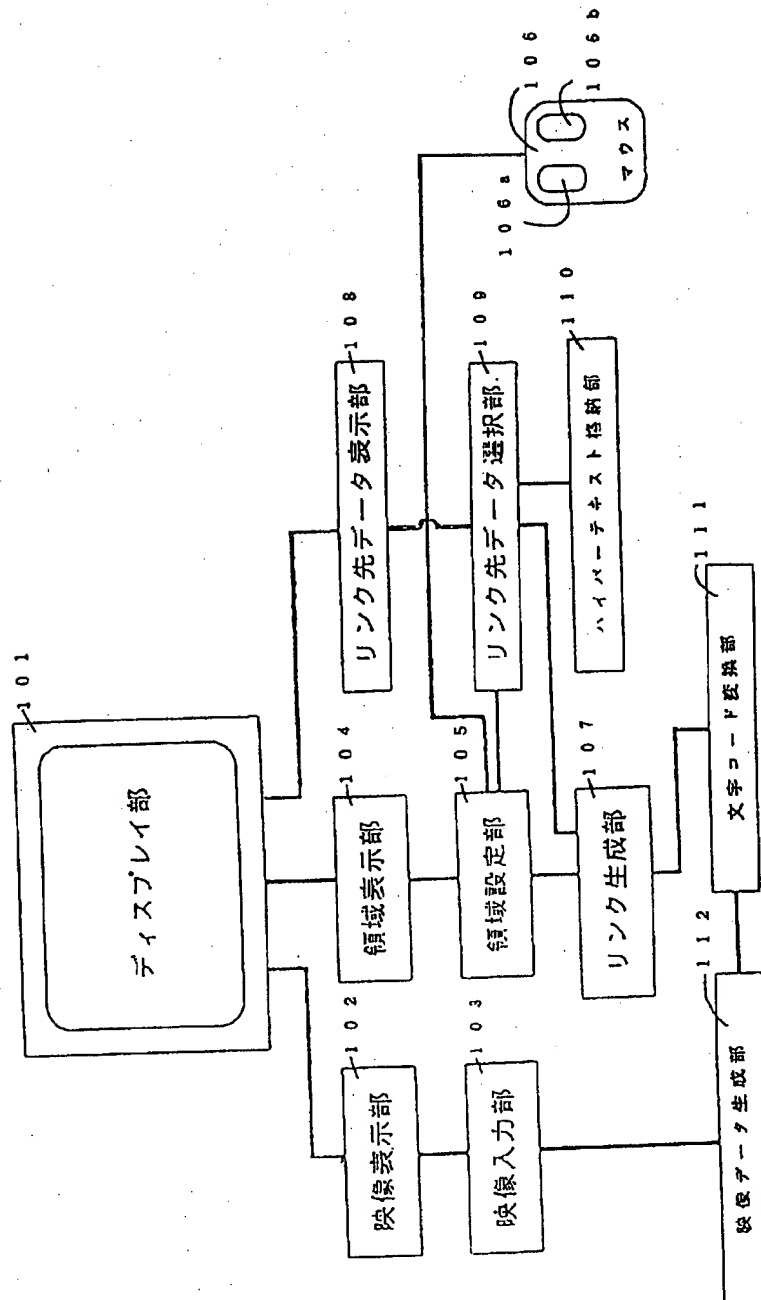 101
ディスプレイ部
102
映像表示部
103
映像入力部
104
領域表示部
105
領域設定部
107
リンク生成部
108
リンク先データ表示部
109
リンク先データ選択部
110
ハイパーテキスト格納部
106a
106
106b
マウス
111
文字コード変換部
112
映像データ生成部